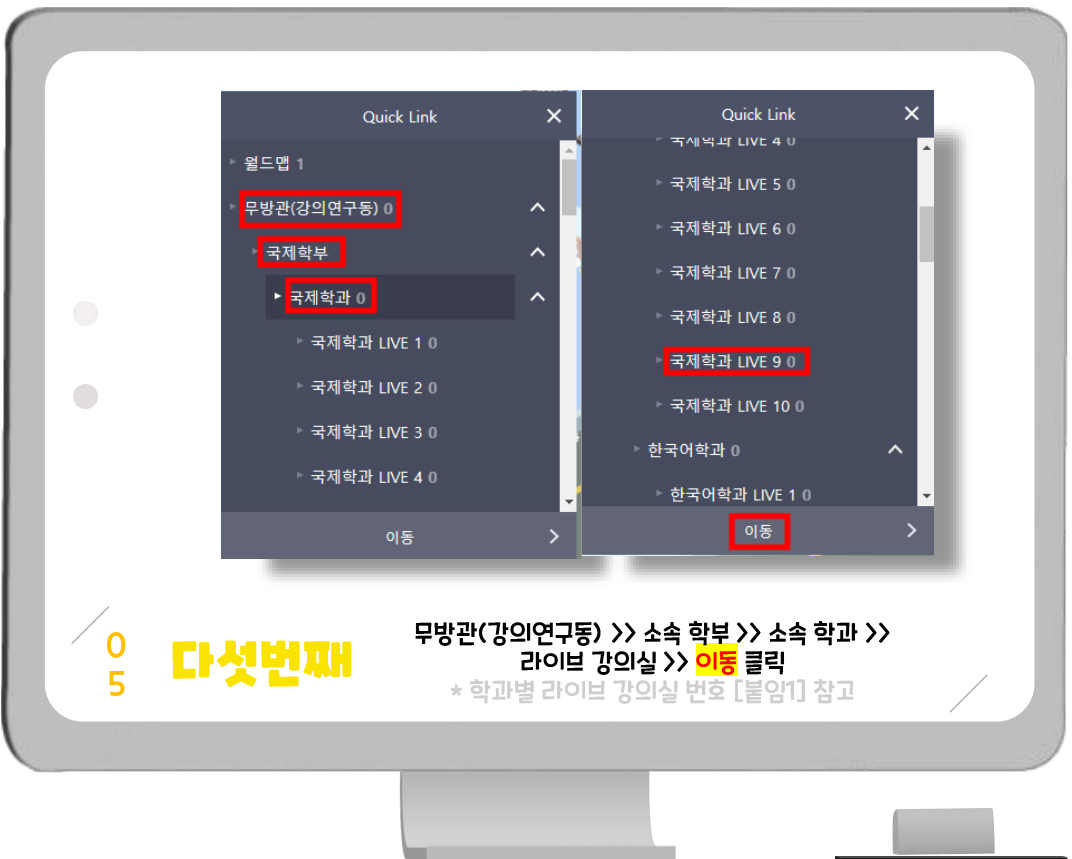 Quick Link
월드맵 1
무방관(강의연구동) 0
국제학부
국제학과 0
국제학과 LIVE 1 0
국제학과 LIVE 2 0
국제학과 LIVE 3 0
국제학과 LIVE 4 0
이동
Quick Link
국제학과 LIVE 4 0
국제학과 LIVE 5 0
국제학과 LIVE 6 0
국제학과 LIVE 7 0
국제학과 LIVE 8 0
국제학과 LIVE 9 0
국제학과 LIVE 10 0
한국어학과 0
한국어학과 LIVE 1 0
이동
0
5
다섯번째
무방관(강의연구동) >> 소속 학부 >> 소속 학과 >>
라이브 강의실 >> 이동 클릭
* 학과별 라이브 강의실 번호 [붙임1] 참고